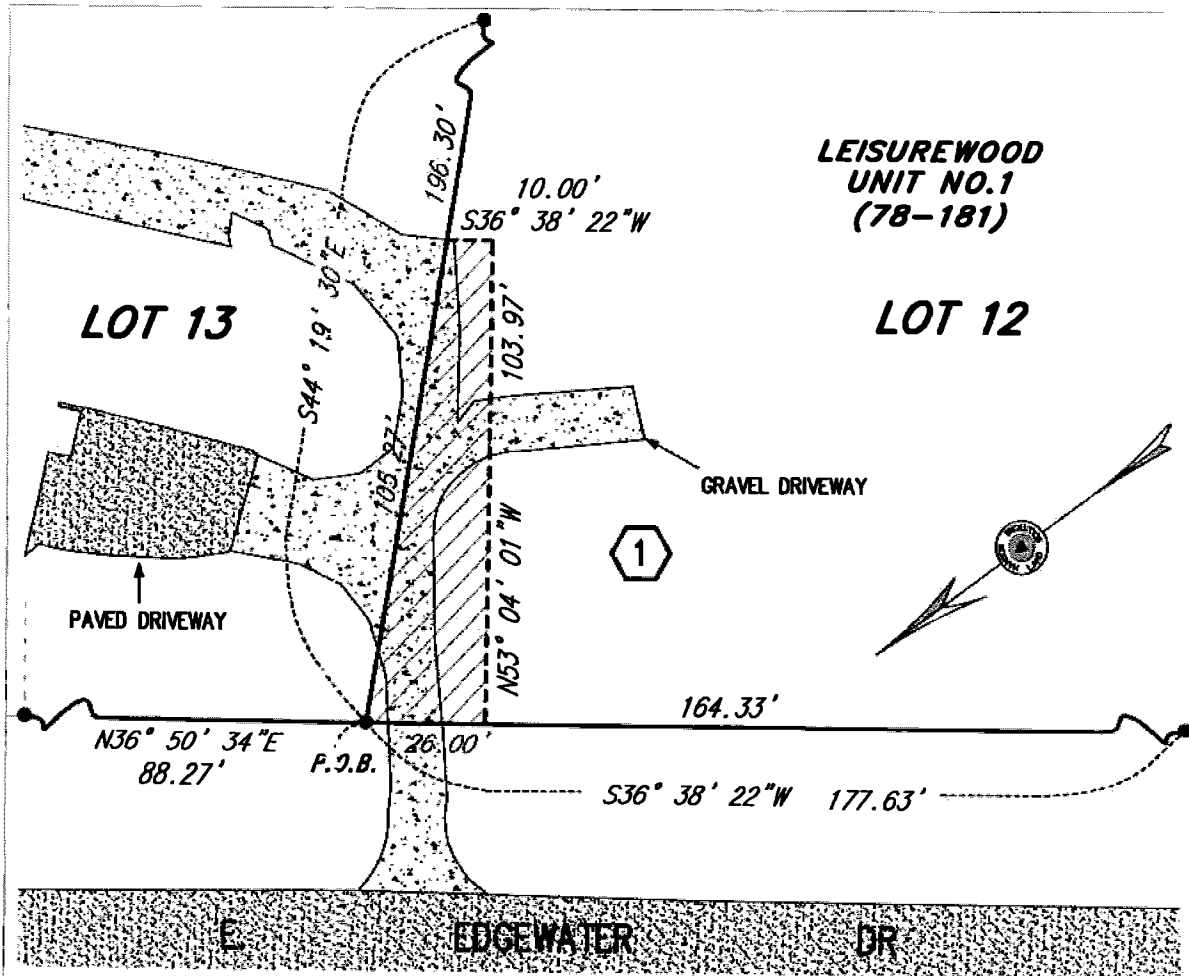 LEISUREWOOD
UNIT NO.1
(78-181)
196.30'
10.00'
S36° 38' 22"W
S44° 19' 30"E
LOT 13
LOT 12
103.97'
105.27'
GRAVEL DRIVEWAY
1
PAVED DRIVEWAY
N53° 04' 01"W
164.33'
N36° 50' 34"E
88.27'
P.O.B.
26.00'
S36° 38' 22"W 177.63'
E. EDGEWATER DR